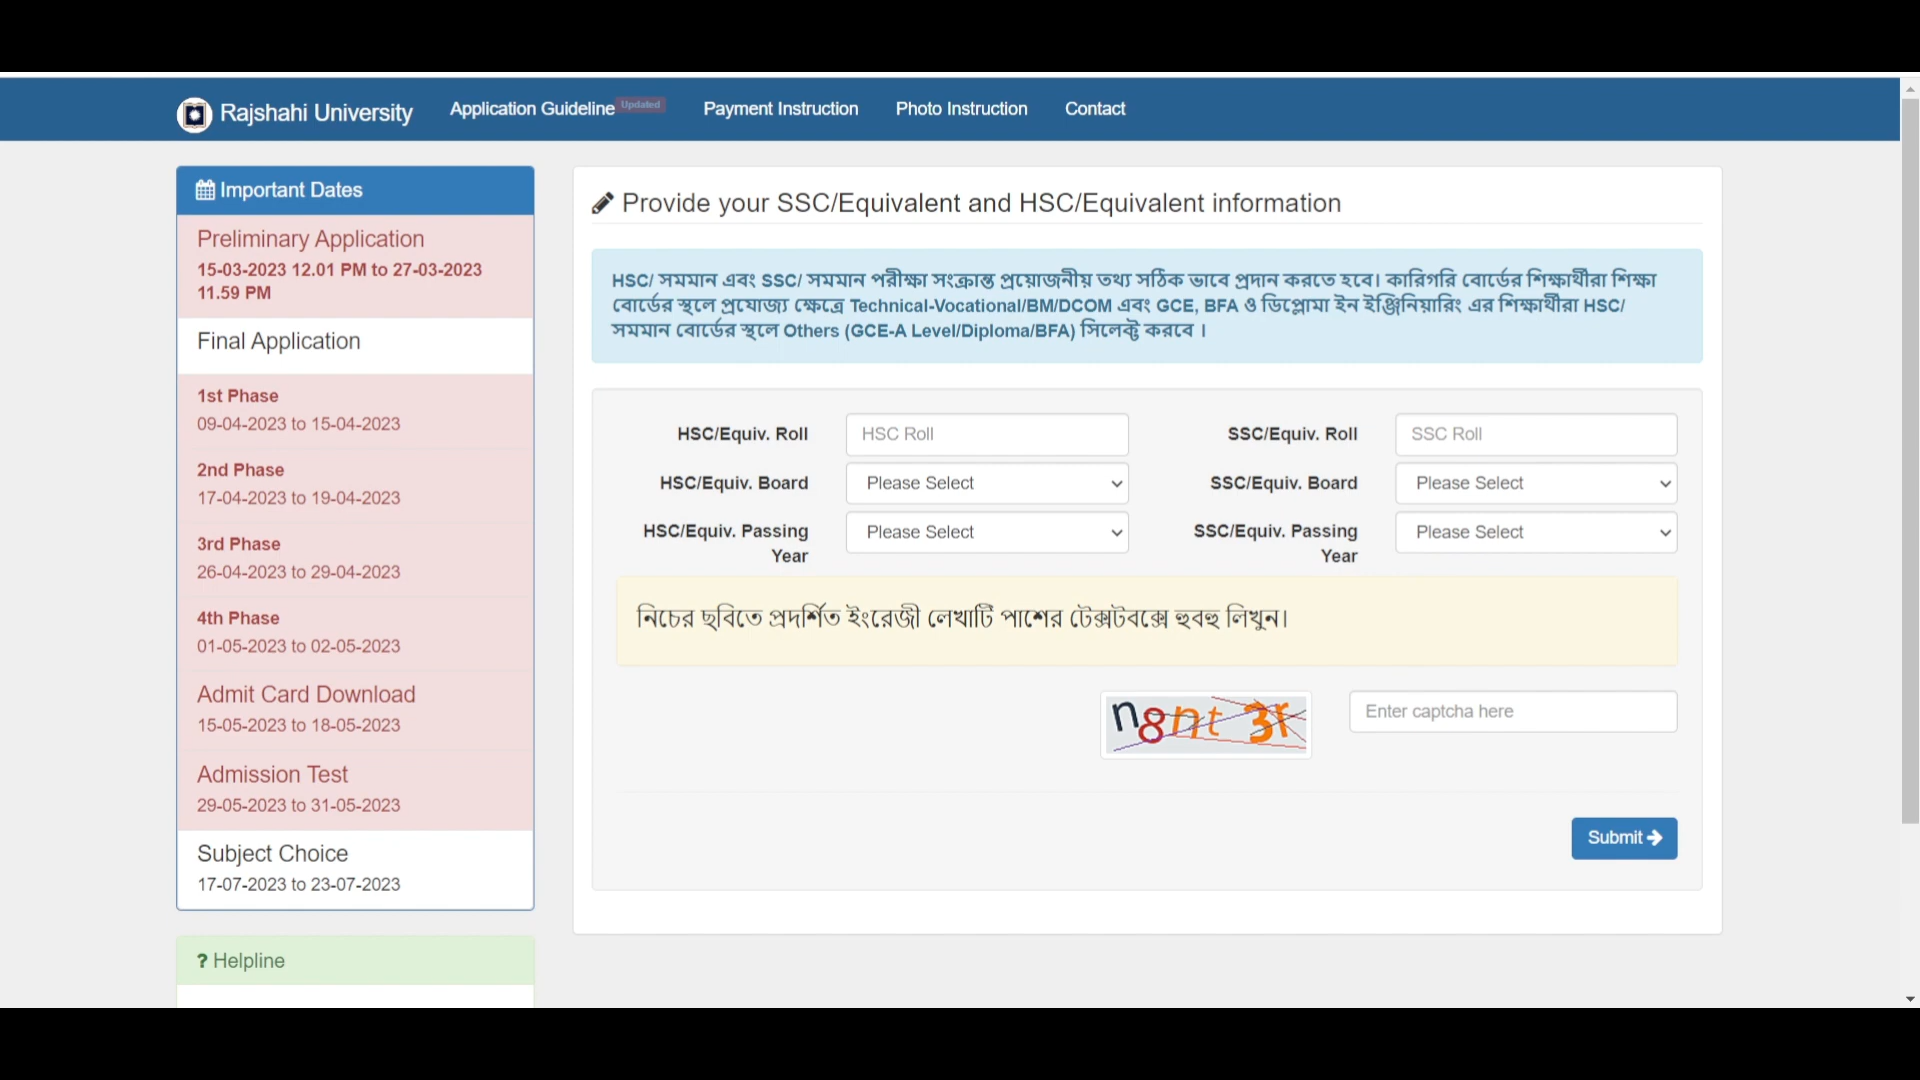 Rajshahi University
Application Guideline Updated
Payment Instruction
Photo Instruction
Contact
Important Dates
Preliminary Application
15-03-2023 12.01 PM to 27-03-2023
11.59 PM
Final Application
1st Phase
09-04-2023 to 15-04-2023
2nd Phase
17-04-2023 to 19-04-2023
3rd Phase
26-04-2023 to 29-04-2023
4th Phase
01-05-2023 to 02-05-2023
Admit Card Download
15-05-2023 to 18-05-2023
Admission Test
29-05-2023 to 31-05-2023
Subject Choice
17-07-2023 to 23-07-2023
? Helpline
Provide your SSC/Equivalent and HSC/Equivalent information
HSC/ সমমান এবং SSC/ সমমান পরীক্ষা সংক্রান্ত প্রয়োজনীয় তথ্য সঠিক ভাবে প্রদান করতে হবে। কারিগরি বোর্ডের শিক্ষার্থীরা শিক্ষা
বোর্ডের স্থলে প্রযোজ্য ক্ষেত্রে Technical-Vocational/BM/DCOM এবং GCE, BFA ও ডিপ্লোমা ইন ইঞ্জিনিয়ারিং এর শিক্ষার্থীরা HSC/
সমমান বোর্ডের স্থলে Others (GCE-A Level/Diploma/BFA) সিলেক্ট করবে ।
HSC/Equiv. Roll
HSC Roll
SSC/Equiv. Roll
SSC Roll
HSC/Equiv. Board
Please Select
SSC/Equiv. Board
Please Select
HSC/Equiv. Passing
Year
Please Select
SSC/Equiv. Passing
Year
Please Select
নিচের ছবিতে প্রদর্শিত ইংরেজী লেখাটি পাশের টেক্সটবক্সে হুবহু লিখুন।
n8nt 3r
Enter captcha here
Submit